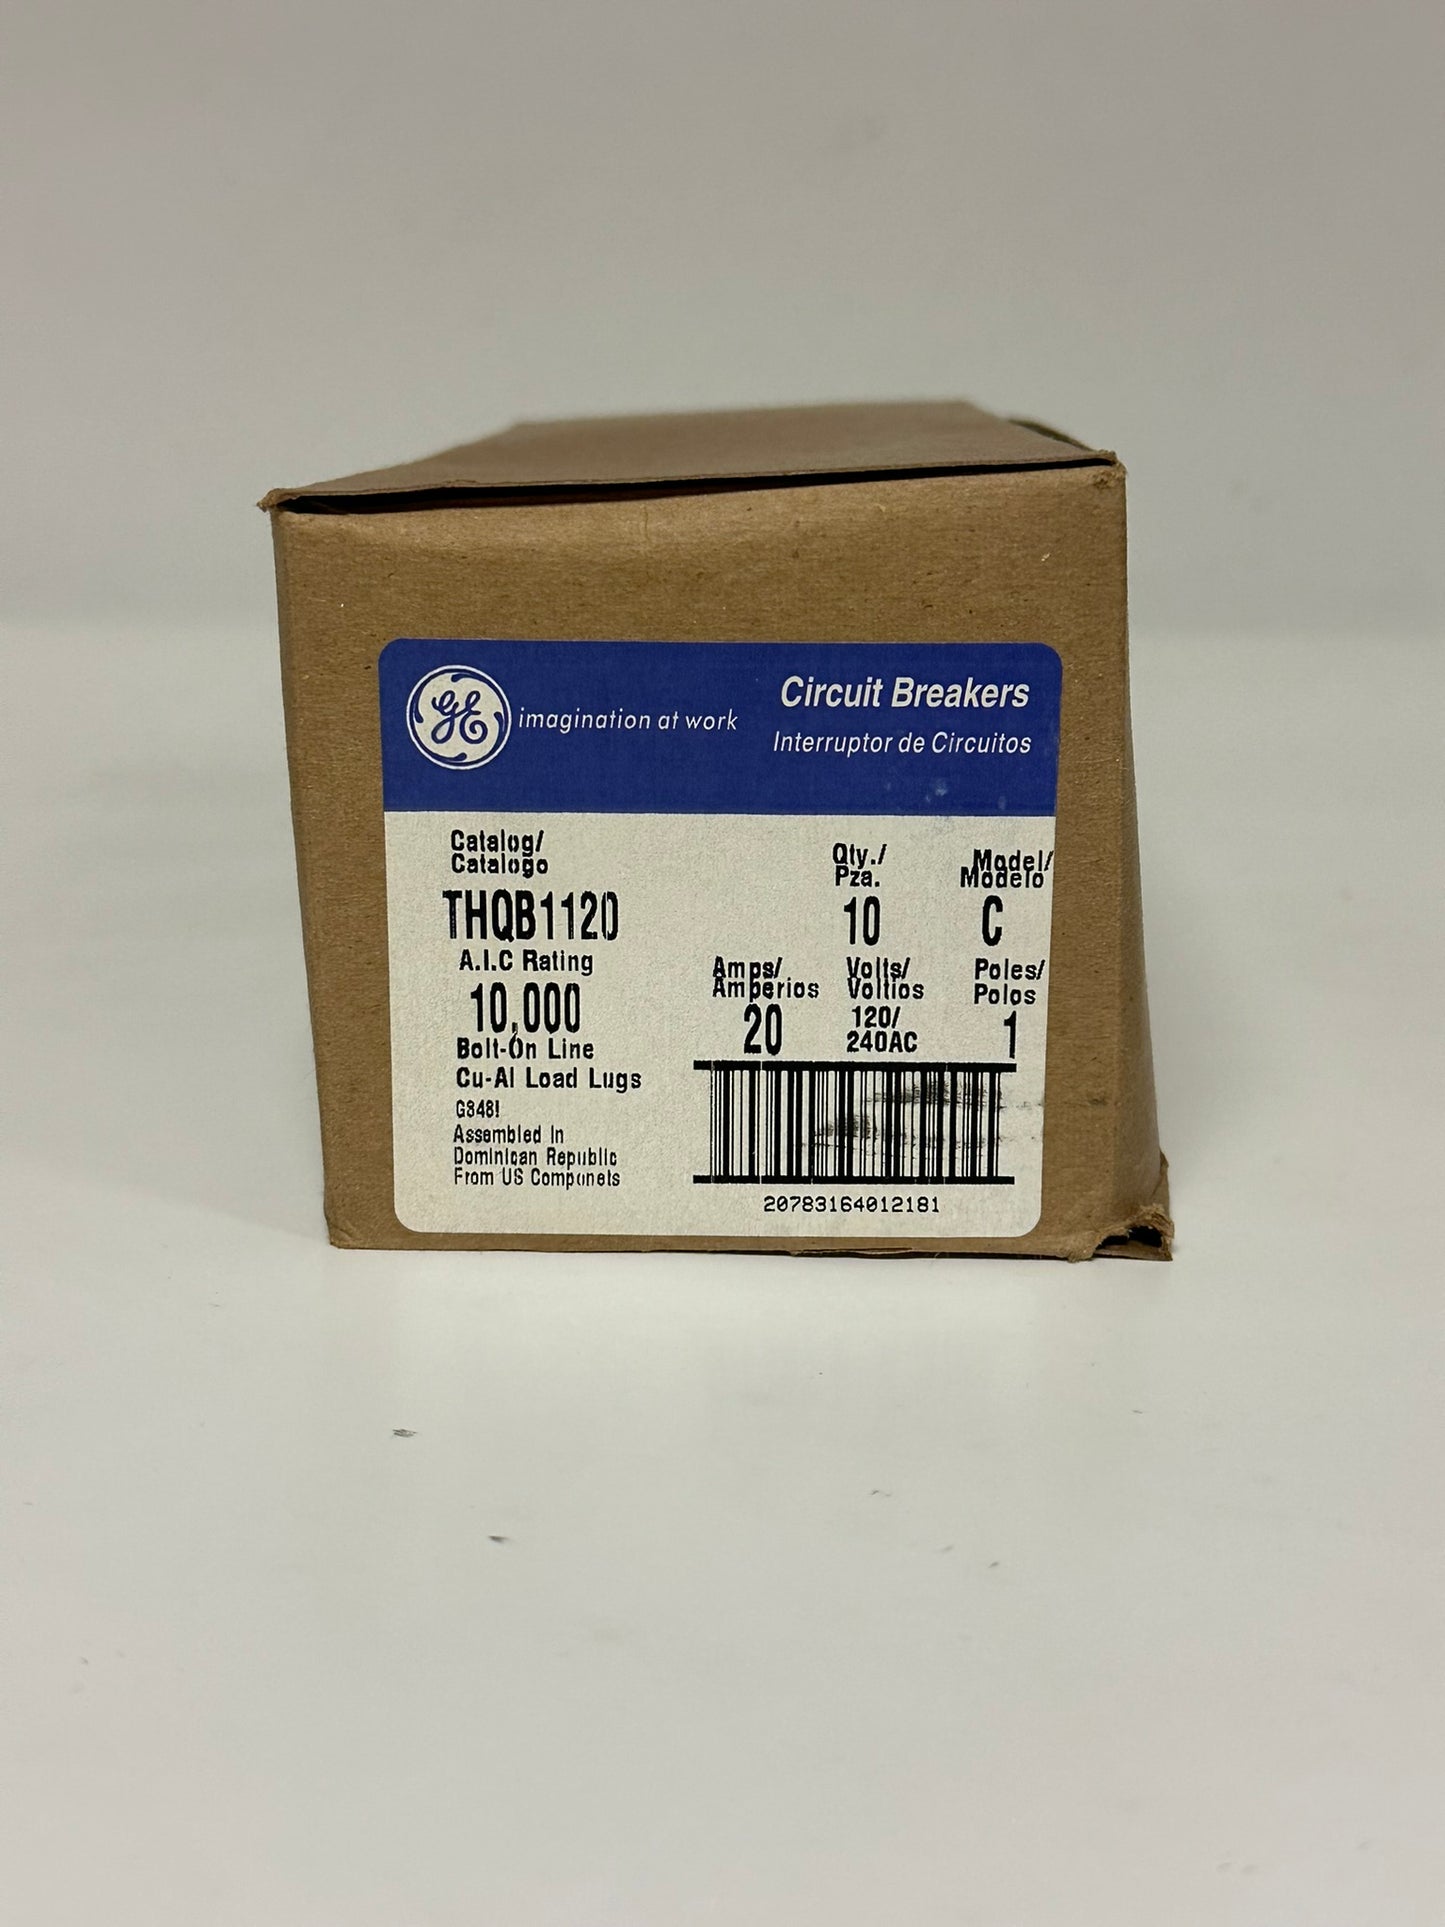 GE imagination at work
Circuit Breakers
Interruptor de Circuitos
Catalog/
Catalogo
THQB1120
A.I.C Rating
10,000
Bolt-On Line
Cu-Al Load Lugs
Assembled In
Dominican Republic
From US Componets
Qty./
Pza.
10
Model/
Modelo
C
Amps/
Amperios
20
Volts/
Voltios
120/
240AC
Poles/
Polos
1
20783164012181